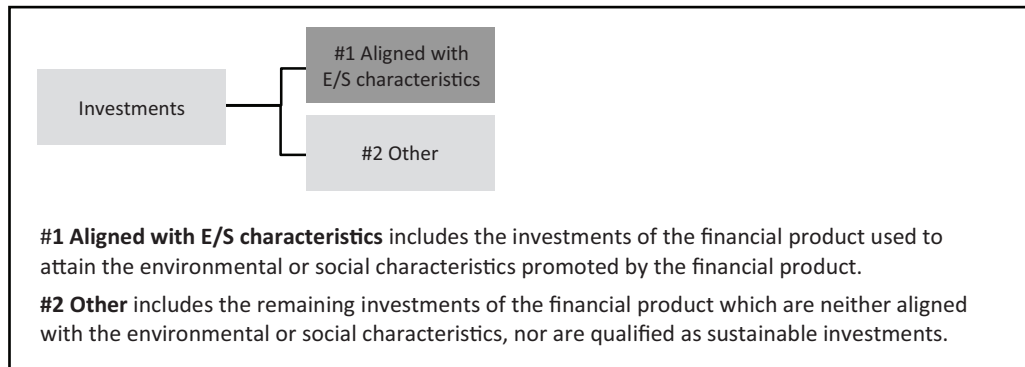 #1 Aligned with
E/S characteristics
Investments
#2 Other
#1 Aligned with E/S characteristics includes the investments of the financial product used to
attain the environmental or social characteristics promoted by the financial product.
#2 Other includes the remaining investments of the financial product which are neither aligned
with the environmental or social characteristics, nor are qualified as sustainable investments.